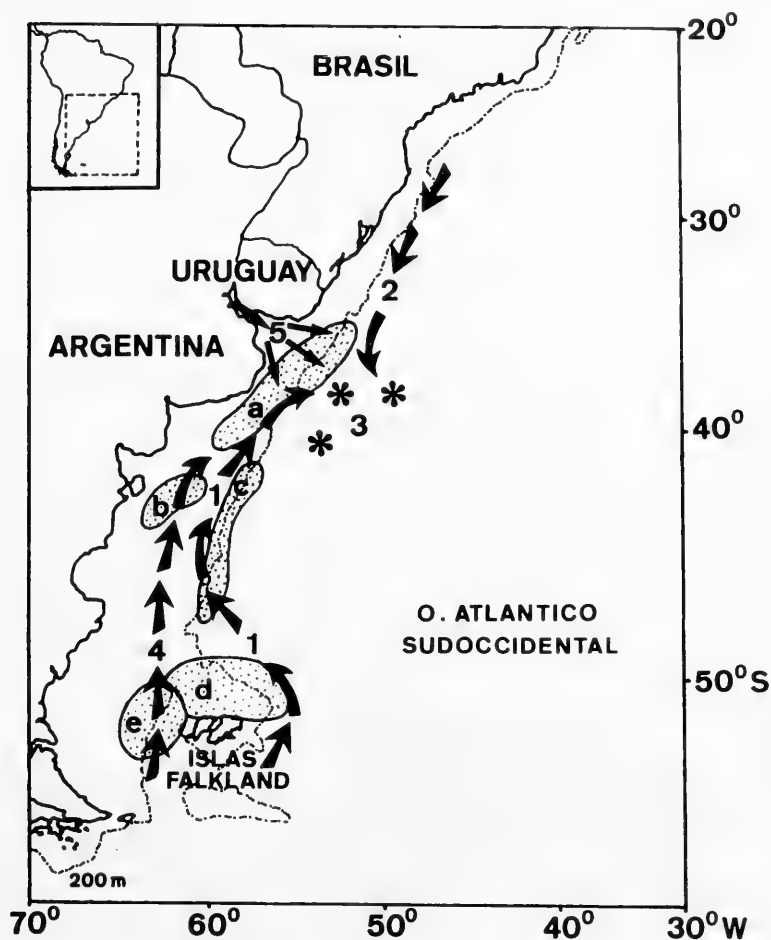 20°
BRASIL
30°
URUGUAY
2
5
ARGENTINA
a
3
40°
b
1
c
O. ATLANTICO
SUDOCCIDENTAL
4
1
50°S
d
e
ISLAS
FALKLAND
200 m
70°
60°
50°
40°
30°W